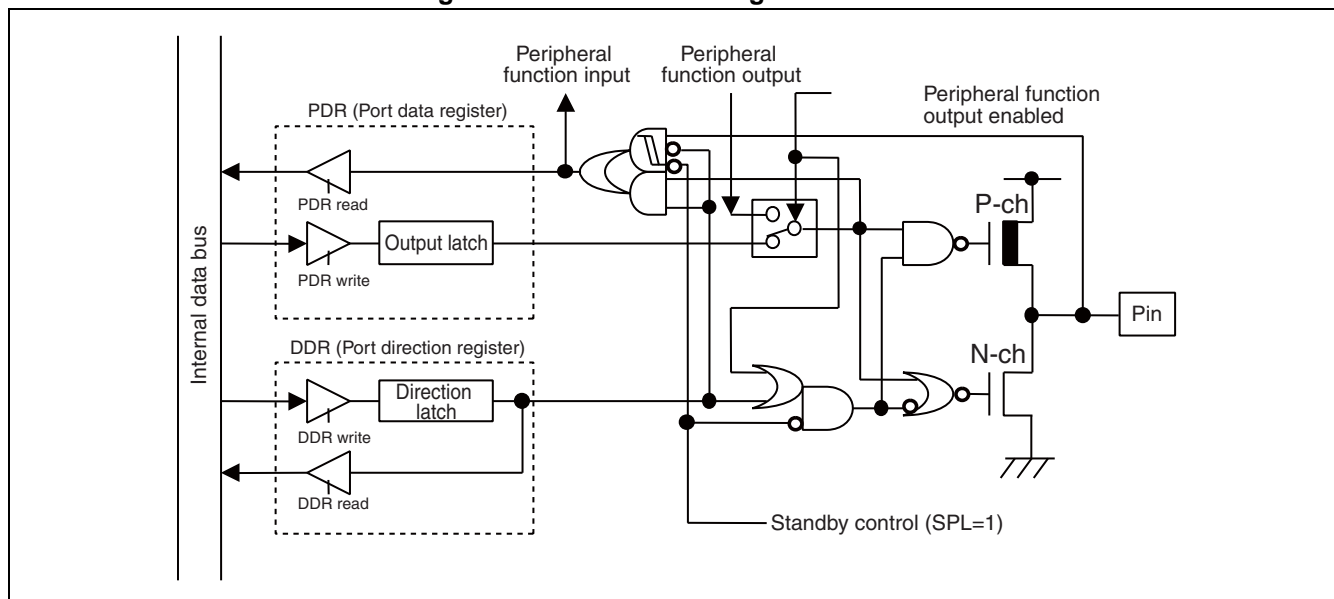 Peripheral
function input
Peripheral
function output
Peripheral function
output enabled
PDR (Port data register)
PDR read
PDR write
Output latch
P-ch
Pin
N-ch
Internal data bus
DDR (Port direction register)
Direction
latch
DDR write
DDR read
Standby control (SPL=1)